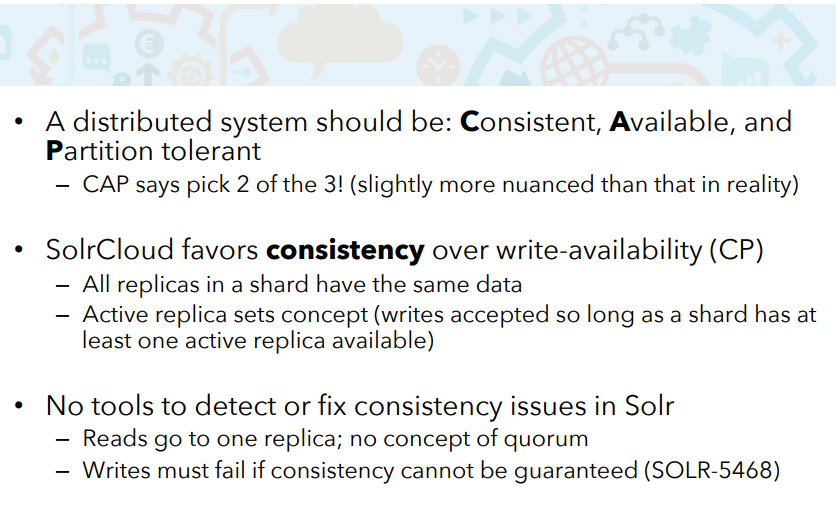 • A distributed system should be: Consistent, Available, and
Partition tolerant
– CAP says pick 2 of the 3! (slightly more nuanced than that in reality)
• SolrCloud favors consistency over write-availability (CP)
– All replicas in a shard have the same data
– Active replica sets concept (writes accepted so long as a shard has at
least one active replica available)
• No tools to detect or fix consistency issues in Solr
– Reads go to one replica; no concept of quorum
– Writes must fail if consistency cannot be guaranteed (SOLR-5468)